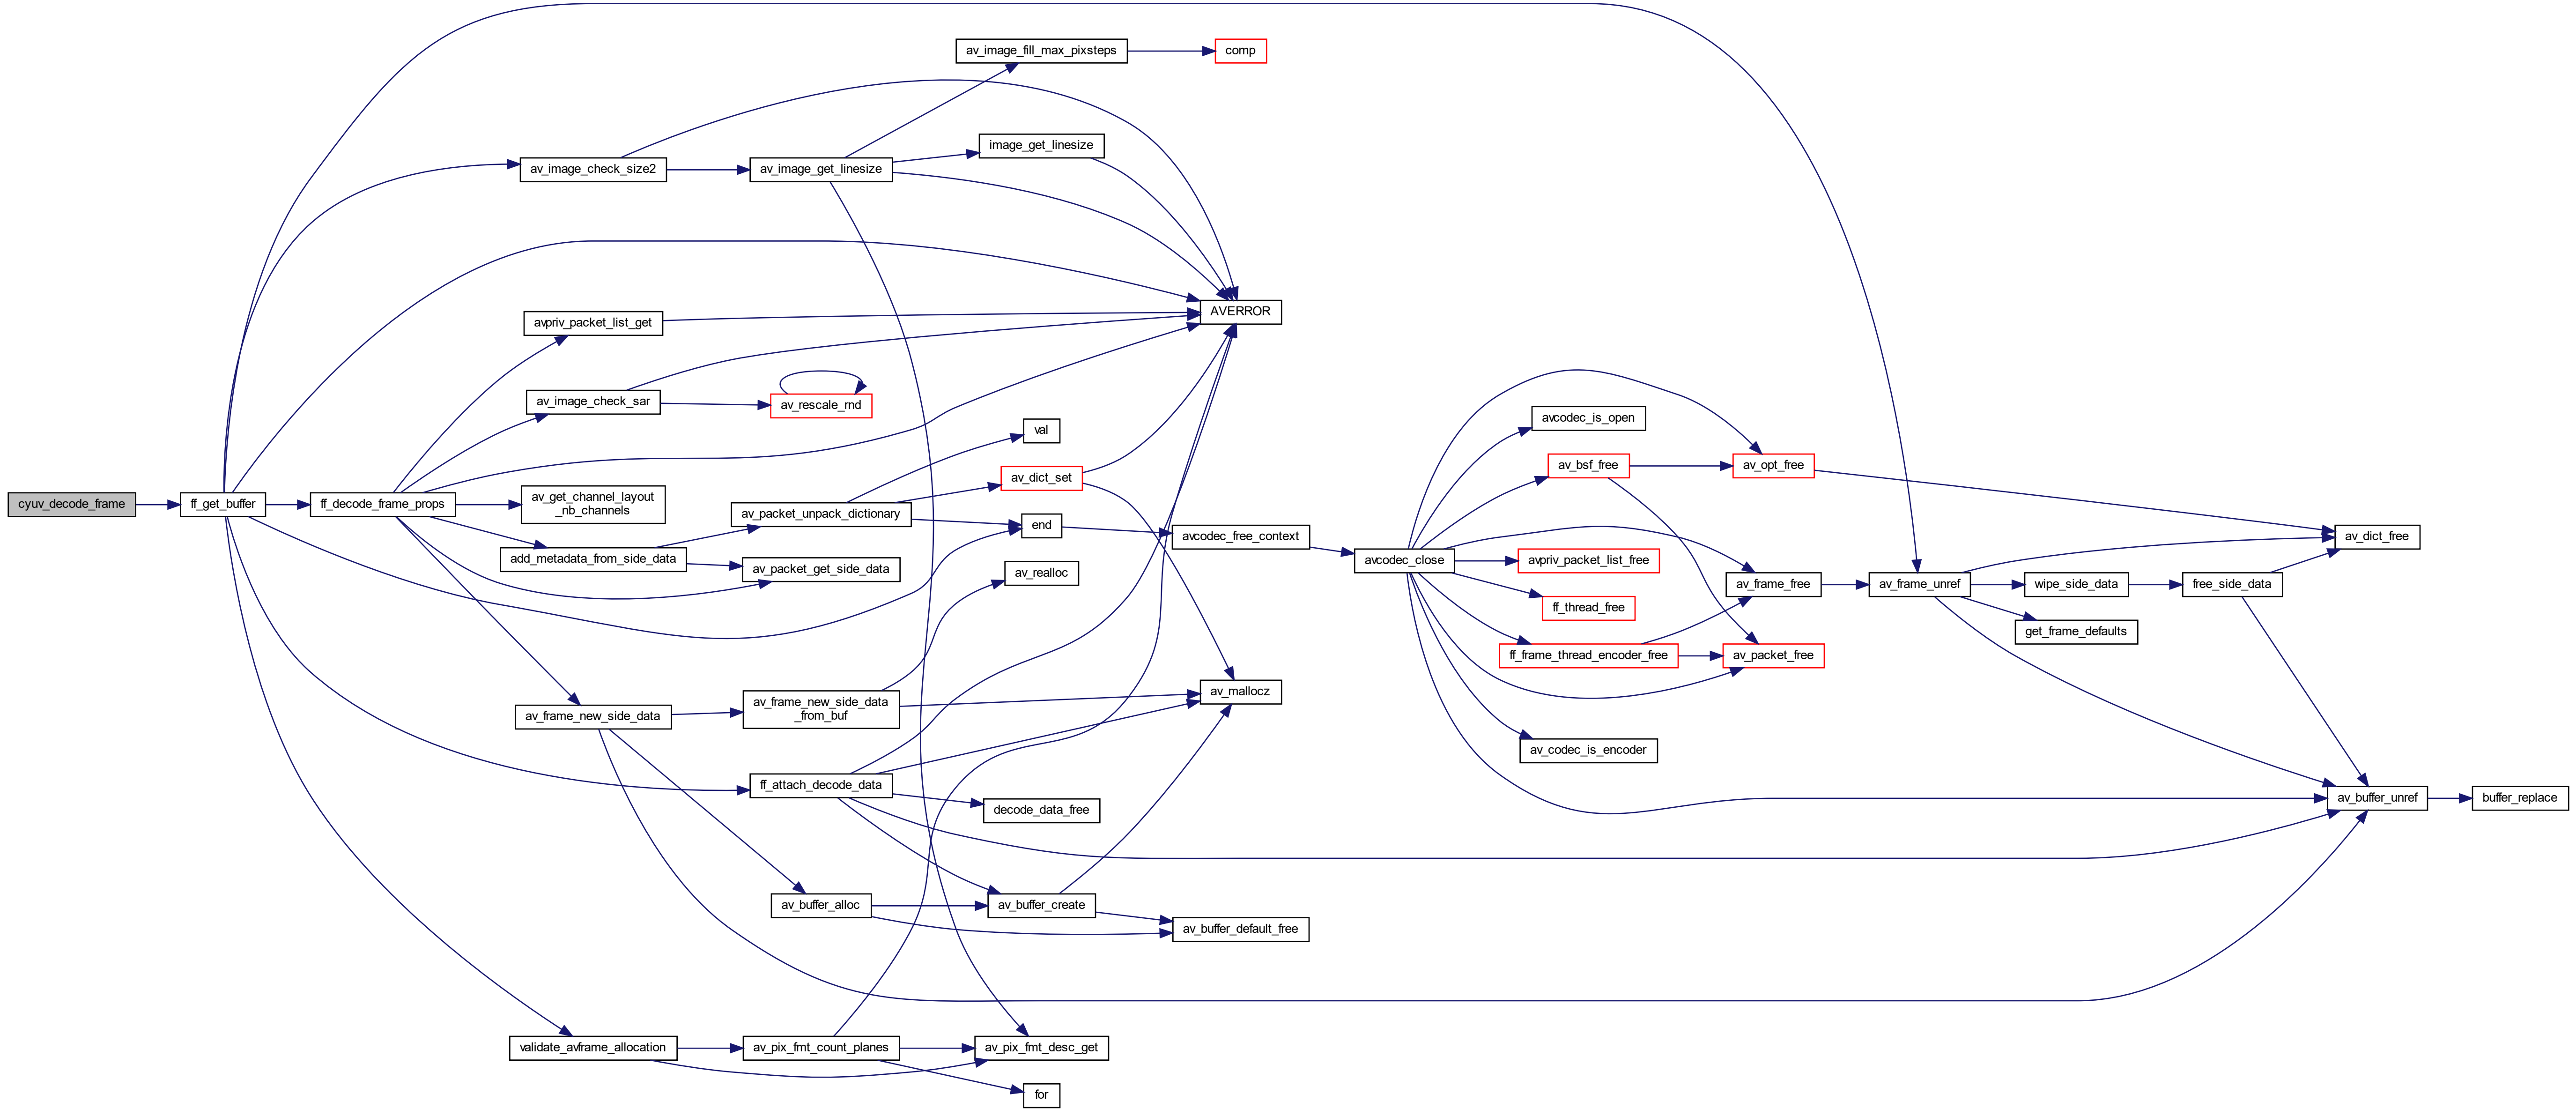 cyuv_decode_frame
ff_get_buffer
av_image_check_size2
ff_decode_frame_props
av_image_get_linesize
av_image_fill_max_pixsteps
comp
image_get_linesize
AVERROR
avpriv_packet_list_get
av_image_check_sar
av_rescale_rnd
av_get_channel_layout
_nb_channels
add_metadata_from_side_data
av_packet_unpack_dictionary
val
av_dict_set
end
av_packet_get_side_data
av_realloc
av_frame_new_side_data
av_frame_new_side_data
_from_buf
av_mallocz
ff_attach_decode_data
decode_data_free
av_buffer_alloc
av_buffer_create
av_buffer_default_free
validate_avframe_allocation
av_pix_fmt_count_planes
av_pix_fmt_desc_get
for
avcodec_free_context
avcodec_close
avcodec_is_open
av_bsf_free
av_opt_free
avpriv_packet_list_free
ff_thread_free
ff_frame_thread_encoder_free
av_frame_free
av_packet_free
av_codec_is_encoder
av_frame_unref
wipe_side_data
get_frame_defaults
free_side_data
av_dict_free
av_buffer_unref
buffer_replace